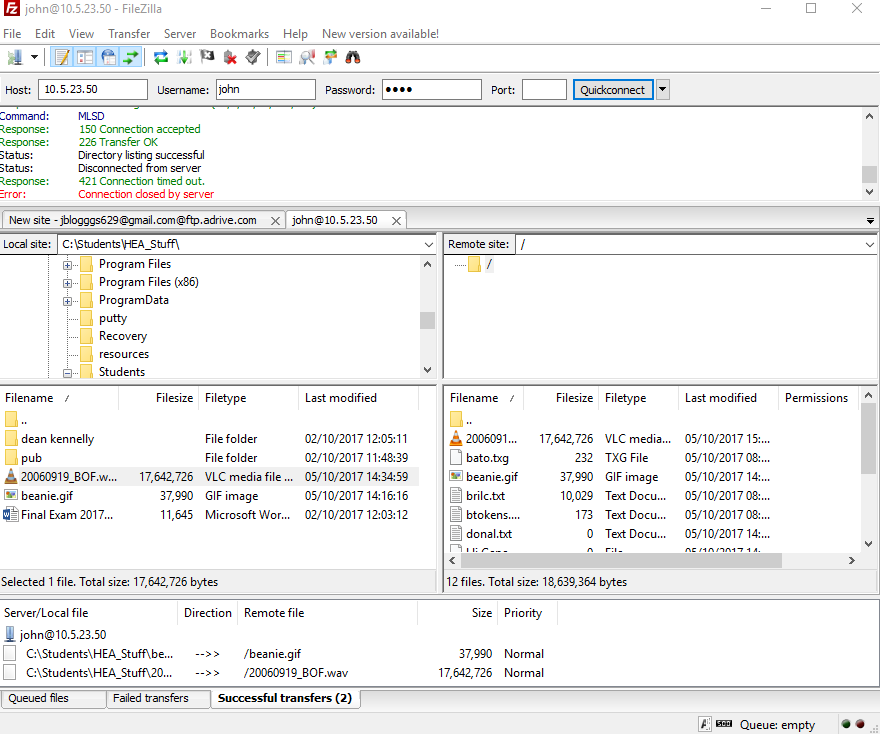 john@10.5.23.50 - FileZilla
File Edit View Transfer Server Bookmarks Help New version available!
Host: 10.5.23.50 Username: john Password: ●●●● Port: Quickconnect
Command: MLSD
Response: 150 Connection accepted
Response: 226 Transfer OK
Status: Directory listing successful
Status: Disconnected from server
Response: 421 Connection timed out.
Error: Connection closed by server
New site - jblogggs629@gmail.com@ftp.adrive.com john@10.5.23.50
Local site: C:\Students\HEA_Stuff\
Program Files
Program Files (x86)
ProgramData
putty
Recovery
resources
Students
Remote site: /
/
Filename Filesize Filetype Last modified
..
dean kennelly File folder 02/10/2017 12:05:11
pub File folder 02/10/2017 11:48:39
20060919_BOF.w... 17,642,726 VLC media file ... 05/10/2017 14:34:59
beanie.gif 37,990 GIF image 05/10/2017 14:16:16
Final Exam 2017... 11,645 Microsoft Wor... 02/10/2017 12:03:12
Selected 1 file. Total size: 17,642,726 bytes
Filename Filesize Filetype Last modified Permissions
..
2006091... 17,642,726 VLC media... 05/10/2017 15:...
bato.txg 232 TXG File 05/10/2017 08:...
beanie.gif 37,990 GIF image 05/10/2017 14:...
brilc.txt 10,029 Text Docu... 05/10/2017 08:...
btokens.... 173 Text Docu... 05/10/2017 08:...
donal.txt 0 Text Docu... 05/10/2017 08:...
0 File 05/10/2017 14:...
12 files. Total size: 18,639,364 bytes
Server/Local file Direction Remote file Size Priority
john@10.5.23.50
C:\Students\HEA_Stuff\be... -->> /beanie.gif 37,990 Normal
C:\Students\HEA_Stuff\20... -->> /20060919_BOF.wav 17,642,726 Normal
Queued files Failed transfers Successful transfers (2)
Queue: empty